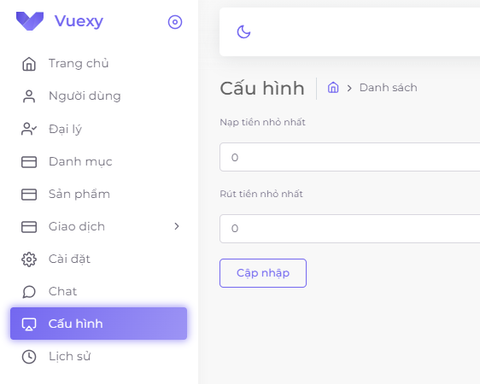 Vuexy
Trang chủ
Người dùng
Đại lý
Danh mục
Sản phẩm
Giao dịch
Cài đặt
Chat
Cấu hình
Lịch sử
Cấu hình
Danh sách
Nạp tiền nhỏ nhất
0
Rút tiền nhỏ nhất
0
Cập nhập